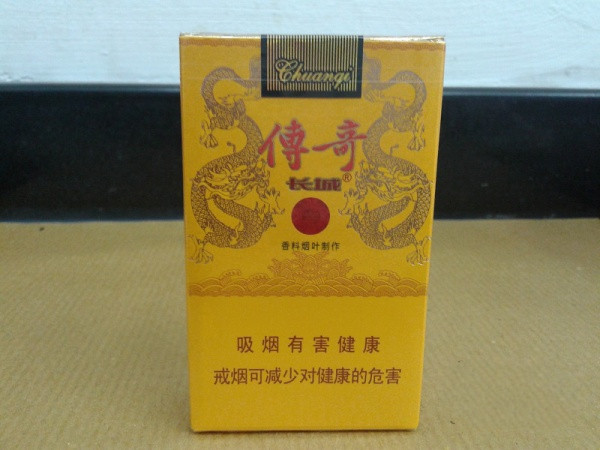 Chuanqi
傳奇
长城®
香料烟叶制作
吸烟有害健康
戒烟可减少对健康的危害